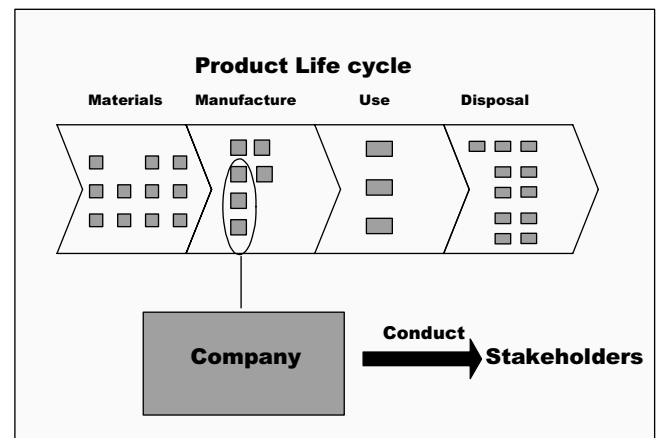 Product Life cycle
Materials Manufacture Use Disposal
Conduct
Company Stakeholders